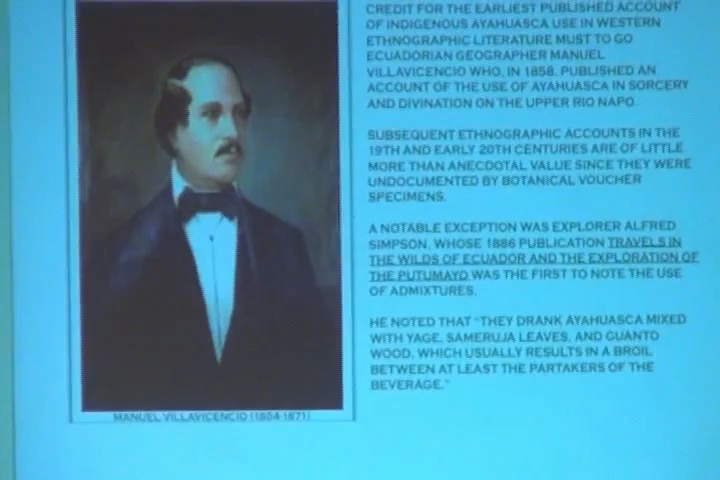 CREDIT FOR THE EARLIEST PUBLISHED ACCOUNT
OF INDIGENOUS AYAHUASCA USE IN WESTERN
ETHNOGRAPHIC LITERATURE MUST TO GO
ECUADORIAN GEOGRAPHER MANUEL
VILLAVICENCIO WHO, IN 1858, PUBLISHED AN
ACCOUNT OF THE USE OF AYAHUASCA IN SORCERY
AND DIVINATION ON THE UPPER RIO NAPO.
SUBSEQUENT ETHNOGRAPHIC ACCOUNTS IN THE
19TH AND EARLY 20TH CENTURIES ARE OF LITTLE
MORE THAN ANECDOTAL VALUE SINCE THEY WERE
UNDOCUMENTED BY BOTANICAL VOUCHER
SPECIMENS.
A NOTABLE EXCEPTION WAS EXPLORER ALFRED
SIMPSON, WHOSE 1886 PUBLICATION TRAVELS IN
THE WILDS OF ECUADOR AND THE EXPLORATION OF
THE PUTUMAYO WAS THE FIRST TO NOTE THE USE
OF ADMIXTURES.
HE NOTED THAT "THEY DRANK AYAHUASCA MIXED
WITH YAGE, SAMERUJA LEAVES, AND GUANTO
WOOD, WHICH USUALLY RESULTS IN A BROIL
BETWEEN AT LEAST THE PARTAKERS OF THE
BEVERAGE."
MANUEL VILLAVICENCIO (1804-1871)